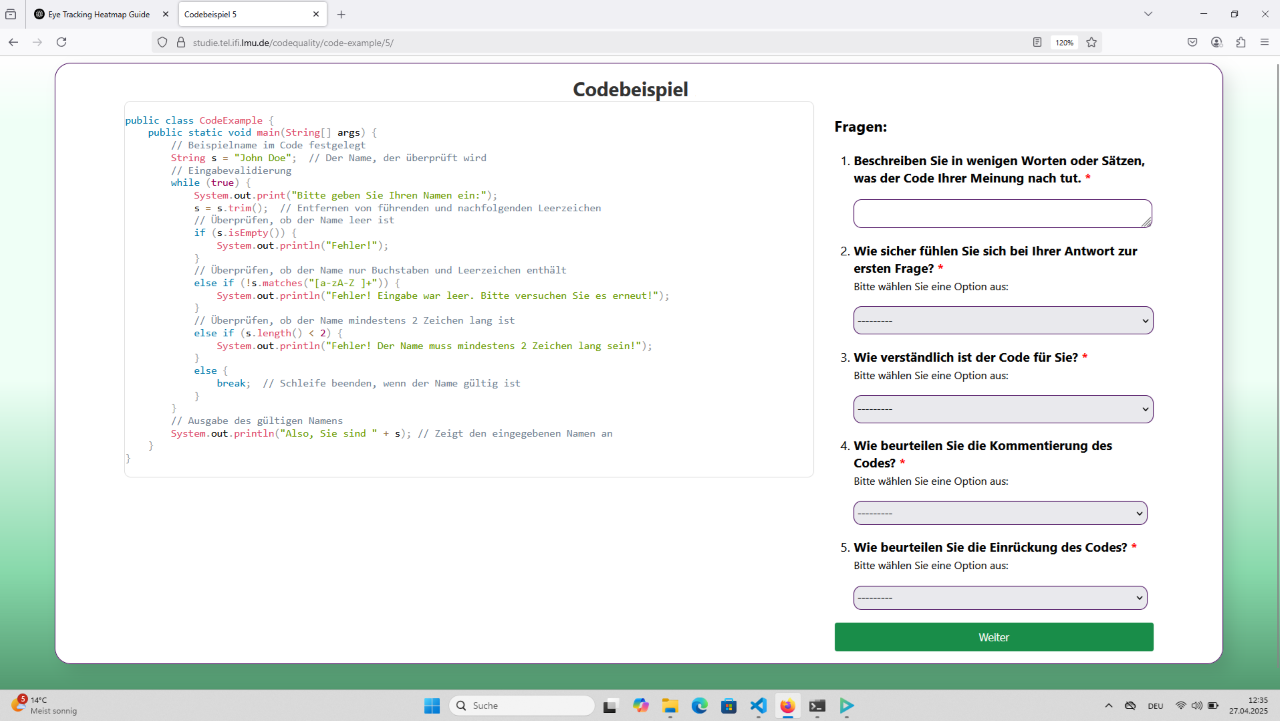 Eye Tracking Heatmap Guide
Codebeispiel 5
studie.tel.ifi.lmu.de/codequality/code-example/5/
120%
Codebeispiel
public class CodeExample {
    public static void main(String[] args) {
        // Beispielname im Code festgelegt
        String s = "John Doe";  // Der Name, der überprüft wird
        // Eingabevalidierung
        while (true) {
            System.out.print("Bitte geben Sie Ihren Namen ein:");
            s = s.trim();  // Entfernen von führenden und nachfolgenden Leerzeichen
            // Überprüfen, ob der Name leer ist
            if (s.isEmpty()) {
                System.out.println("Fehler!");
            }
            // Überprüfen, ob der Name nur Buchstaben und Leerzeichen enthält
            else if (!s.matches("[a-zA-Z ]+")) {
                System.out.println("Fehler! Eingabe war leer. Bitte versuchen Sie es erneut!");
            }
            // Überprüfen, ob der Name mindestens 2 Zeichen lang ist
            else if (s.length() < 2) {
                System.out.println("Fehler! Der Name muss mindestens 2 Zeichen lang sein!");
            }
            else {
                break;  // Schleife beenden, wenn der Name gültig ist
            }
        }
        // Ausgabe des gültigen Namens
        System.out.println("Also, Sie sind " + s); // Zeigt den eingegebenen Namen an
    }
}
Fragen:
1. Beschreiben Sie in wenigen Worten oder Sätzen,
was der Code Ihrer Meinung nach tut. *
2. Wie sicher fühlen Sie sich bei Ihrer Antwort zur
ersten Frage? *
Bitte wählen Sie eine Option aus:
---------
3. Wie verständlich ist der Code für Sie? *
Bitte wählen Sie eine Option aus:
---------
4. Wie beurteilen Sie die Kommentierung des
Codes? *
Bitte wählen Sie eine Option aus:
---------
5. Wie beurteilen Sie die Einrückung des Codes? *
Bitte wählen Sie eine Option aus:
---------
Weiter
5
14°C
Meist sonnig
Suche
DEU
12:35
27.04.2025